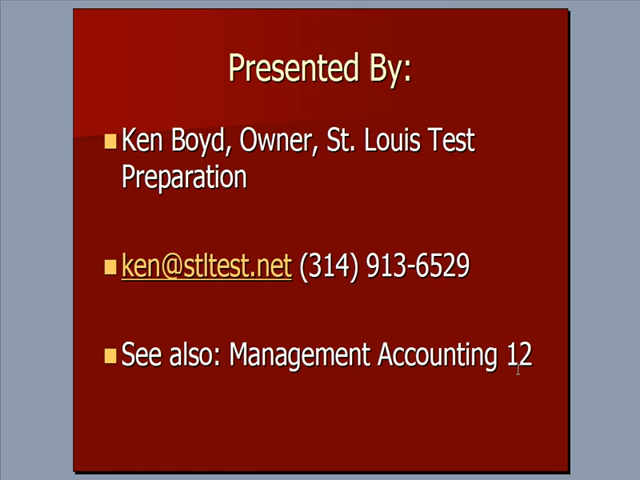 Presented By:
Ken Boyd, Owner, St. Louis Test
Preparation
ken@stltest.net (314) 913-6529
See also: Management Accounting 12